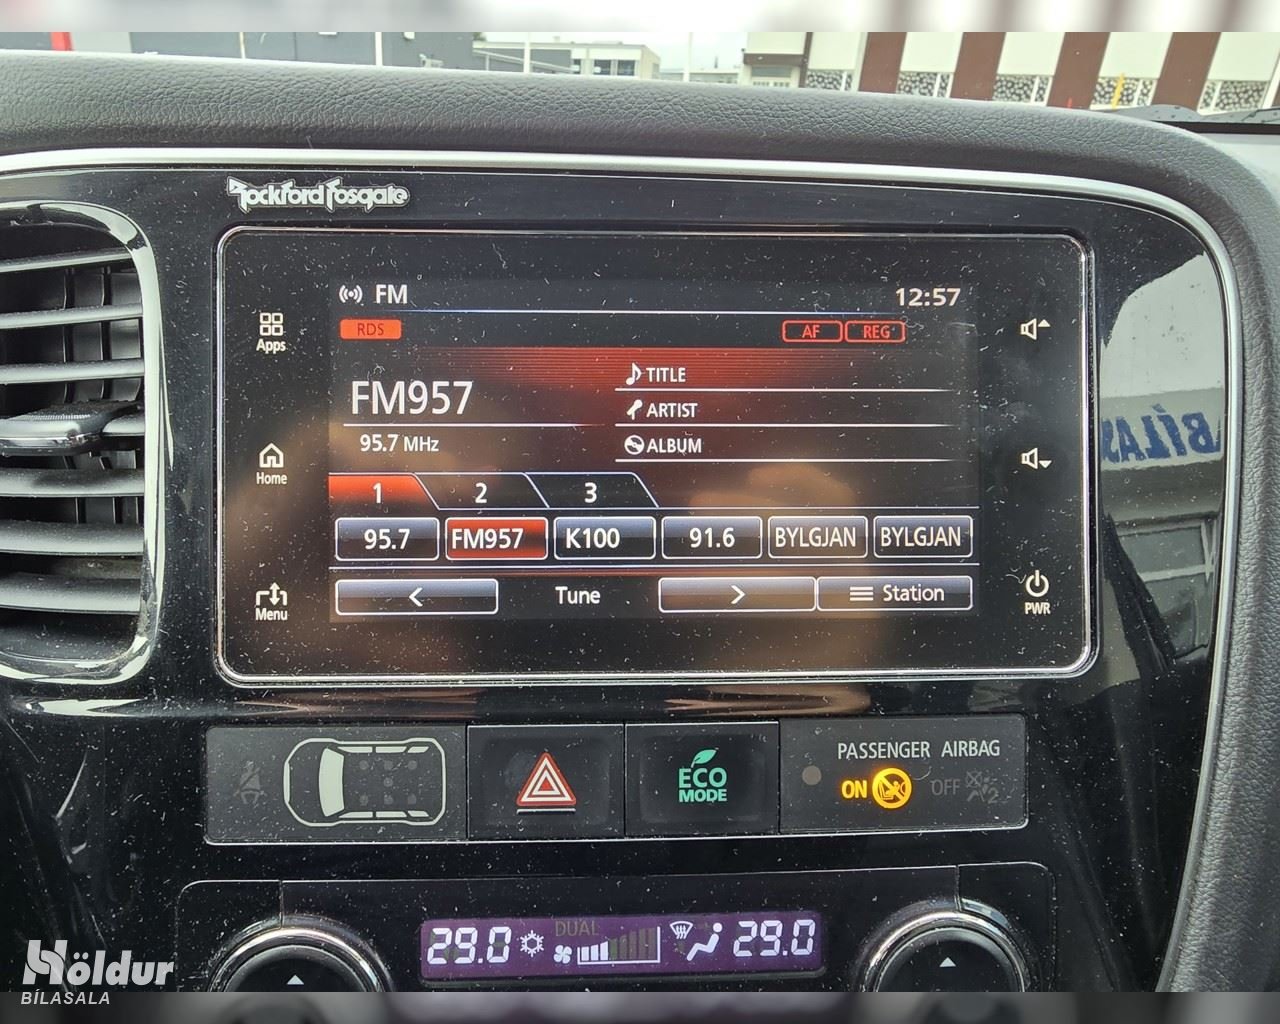 Rockford Fosgate
FM
12:57
Apps
RDS
AF
REG
FM957
TITLE
95.7 MHz
ARTIST
ALBUM
Home
1
2
3
95.7
FM957
K100
91.6
BYLGJAN
BYLGJAN
Menu
<
Tune
>
Station
PWR
ECO
MODE
PASSENGER AIRBAG
ON
OFF
2
29.0
DUAL
29.0
Höldur
BÍLASALA